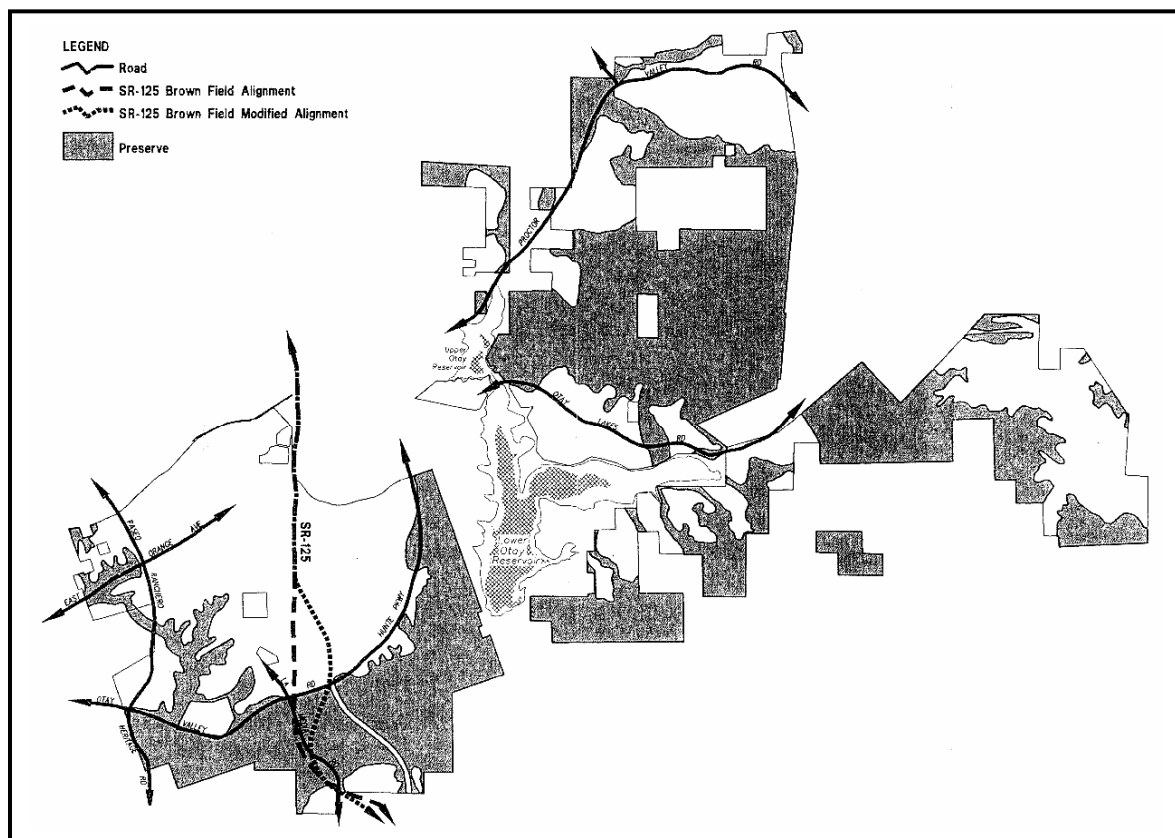 LEGEND
Road
SR-125 Brown Field Alignment
SR-125 Brown Field Modified Alignment
Preserve
VALLEY
RD
PROCTOR
Upper
Otay
Reservoir
OTAY
LAKES
RD
SR-125
PASEO
RANCHERO
EAST
ORANGE
AVE
Lower
Otay
Reservoir
HUNTE
PKWY
OTAY
VALLEY
RD
HERITAGE
RD
LA